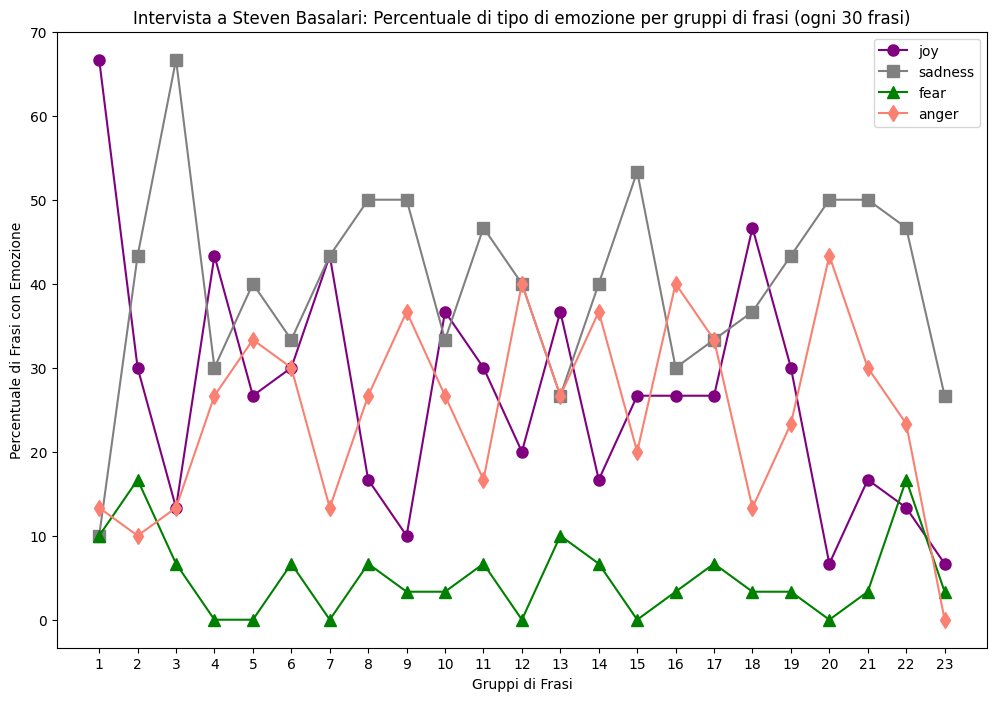 Intervista a Steven Basalari: Percentuale di tipo di emozione per gruppi di frasi (ogni 30 frasi)
joy
sadness
fear
anger
Percentuale di Frasi con Emozione
70
60
50
40
30
20
10
0
1 2 3 4 5 6 7 8 9 10 11 12 13 14 15 16 17 18 19 20 21 22 23
Gruppi di Frasi